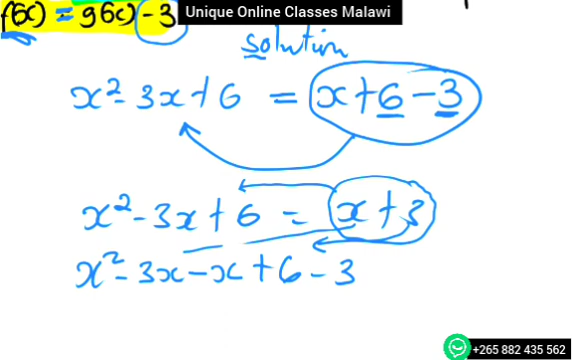 f(x) = g(x) - 3
Unique Online Classes Malawi
Solution
x² - 3x + 6 = x + 6 - 3
x² - 3x + 6 = x + 3
x² - 3x - x + 6 - 3
+265 882 435 562